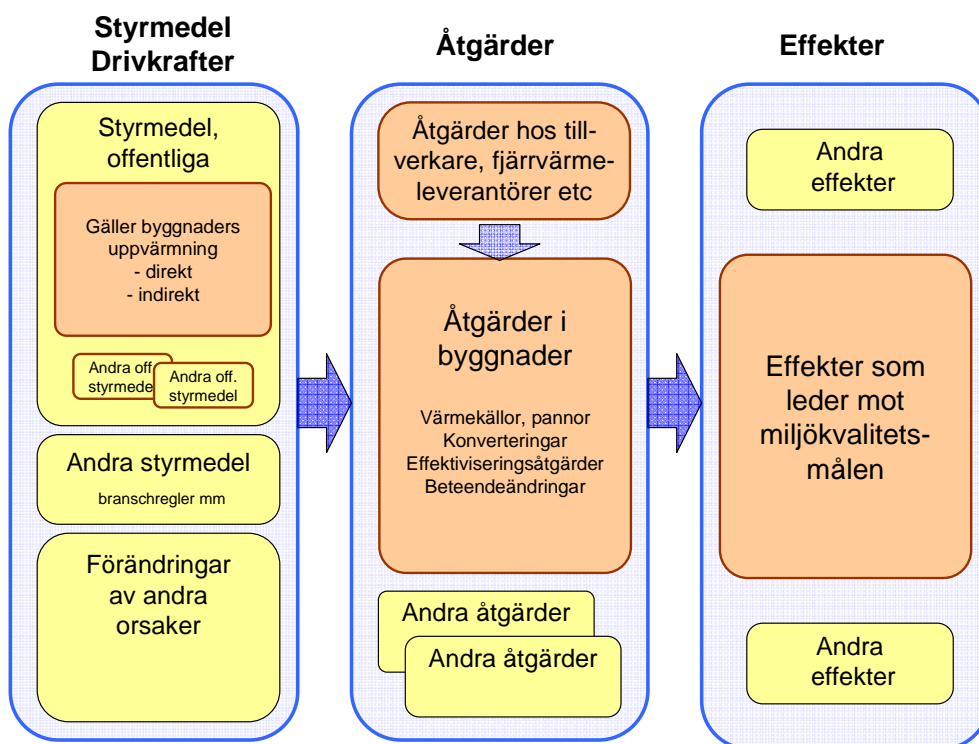 Styrmedel
Drivkrafter
Åtgärder
Effekter
Styrmedel,
offentliga
Gäller byggnaders
uppvärmning
- direkt
- indirekt
Andra off.
styrmedel
Andra off.
styrmedel
Andra styrmedel
branschregler mm
Förändringar
av andra
orsaker
Åtgärder hos till-
verkare, fjärrvärme-
leverantörer etc
Åtgärder i
byggnader
Värmekällor, pannor
Konverteringar
Effektiviseringsåtgärder
Beteendeändringar
Andra åtgärder
Andra åtgärder
Andra
effekter
Effekter som
leder mot
miljökvalitets-
målen
Andra
effekter